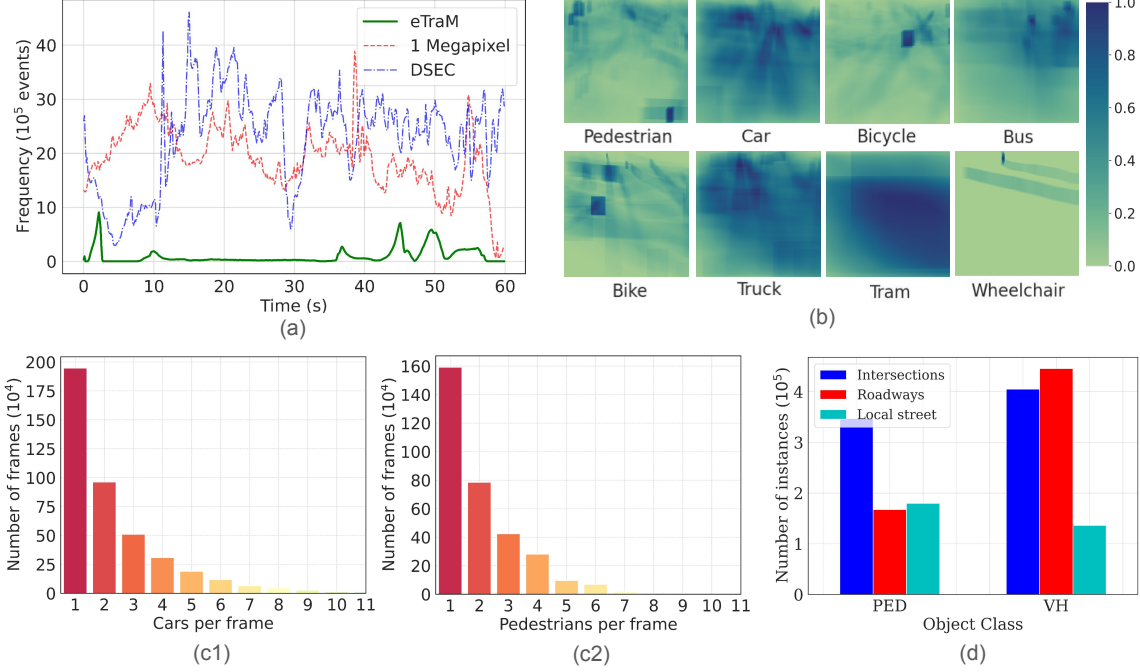 Frequency (10⁵ events)
40
30
20
10
0
eTraM
1 Megapixel
DSEC
0 10 20 30 40 50 60
Time (s)
(a)
Pedestrian Car Bicycle Bus
Bike Truck Tram Wheelchair
1.0
0.8
0.6
0.4
0.2
0.0
(b)
Number of frames (10⁴)
200
175
150
125
100
75
50
25
0
1 2 3 4 5 6 7 8 9 10 11
Cars per frame
(c1)
Number of frames (10⁴)
160
140
120
100
80
60
40
20
0
1 2 3 4 5 6 7 8 9 10 11
Pedestrians per frame
(c2)
Number of instances (10⁵)
4
3
2
1
0
Intersections
Roadways
Local street
PED VH
Object Class
(d)